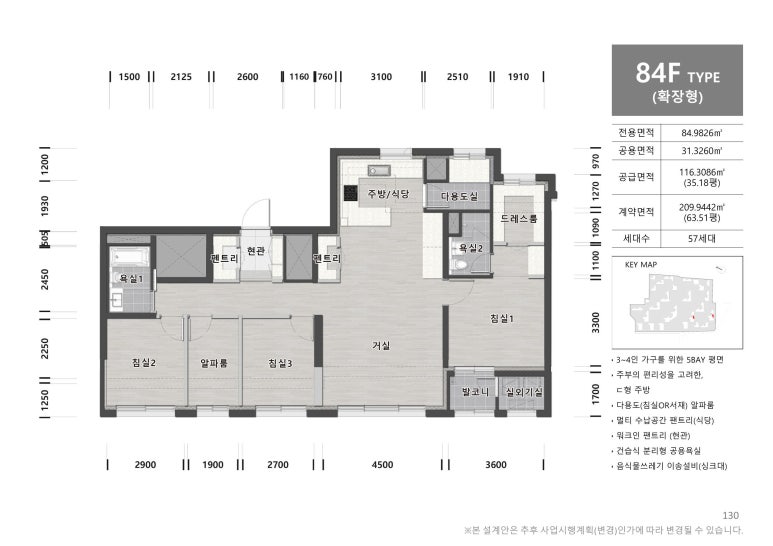 84F TYPE
(확장형)
전용면적 84.9826㎡
공용면적 31.3260㎡
공급면적 116.3086㎡
(35.18평)
계약면적 209.9442㎡
(63.51평)
세대수 57세대
KEY MAP
• 3~4인 가구를 위한 5BAY 평면
• 주부의 편리성을 고려한,
ㄷ형 주방
• 다용도(침실OR서재) 알파룸
• 멀티 수납공간 팬트리(식당)
• 워크인 팬트리 (현관)
• 건습식 분리형 공용욕실
• 음식물쓰레기 이송설비(싱크대)
1500 2125 2600 1160 760 3100 2510 1910
1200
1930
605
2450
2250
1250
970
1270
1090
1100
3300
1700
주방/식당
다용도실
드레스룸
욕실2
현관
팬트리
팬트리
욕실1
침실1
거실
침실2
알파룸
침실3
발코니
실외기실
2900 1900 2700 4500 3600
130
※본 설계안은 추후 사업시행계획(변경)인가에 따라 변경될 수 있습니다.